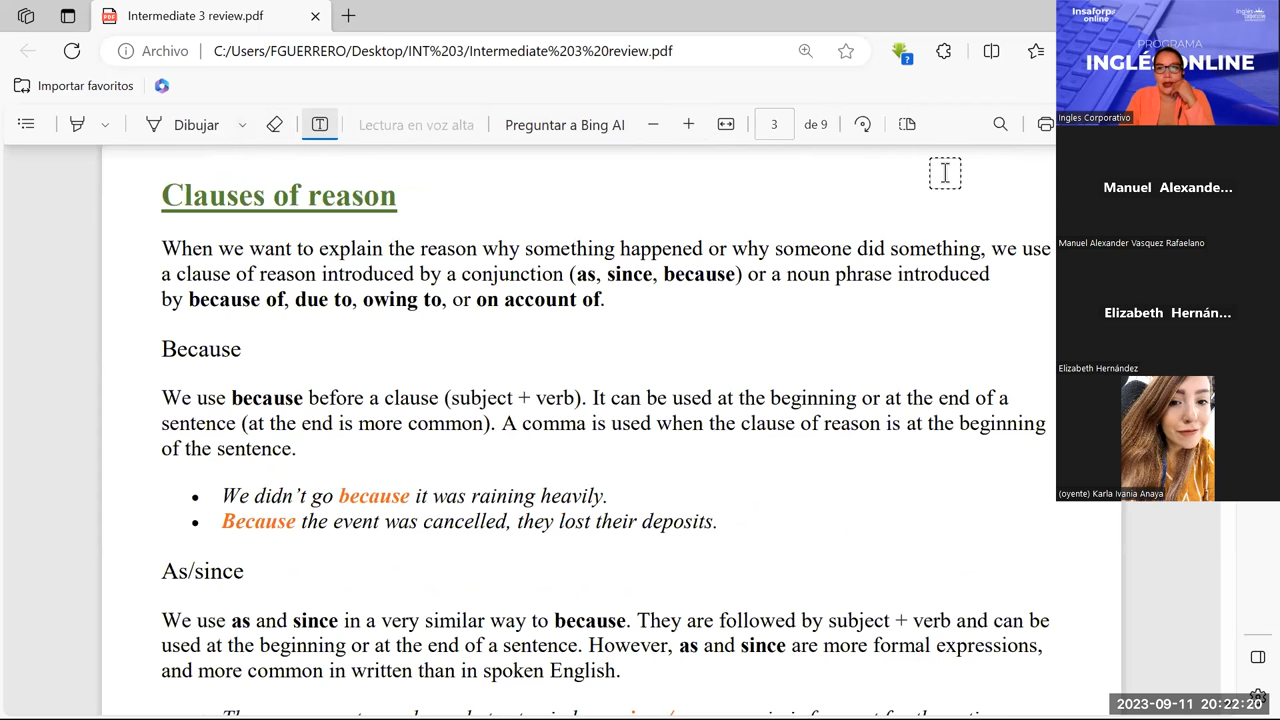 Intermediate 3 review.pdf
Archivo
C:/Users/FGUERRERO/Desktop/INT%203/Intermediate%203%20review.pdf
Importar favoritos
Dibujar
Lectura en voz alta
Preguntar a Bing AI
3
de 9
Clauses of reason
When we want to explain the reason why something happened or why someone did something, we use
a clause of reason introduced by a conjunction (as, since, because) or a noun phrase introduced
by because of, due to, owing to, or on account of.
Because
We use because before a clause (subject + verb). It can be used at the beginning or at the end of a
sentence (at the end is more common). A comma is used when the clause of reason is at the beginning
of the sentence.
• We didn't go because it was raining heavily.
• Because the event was cancelled, they lost their deposits.
As/since
We use as and since in a very similar way to because. They are followed by subject + verb and can be
used at the beginning or at the end of a sentence. However, as and since are more formal expressions,
and more common in written than in spoken English.
Insaforp
online
PROGRAMA
INGLÉS ONLINE
Ingles Corporativo
Manuel Alexande...
Manuel Alexander Vasquez Rafaelano
Elizabeth Hernán...
Elizabeth Hernández
(oyente) Karla Ivania Anaya
2023-09-11 20:22:20